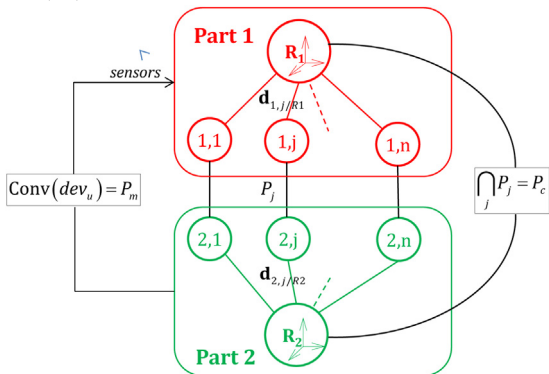 Part 1
R₁
sensors
d₁,ⱼ/R1
1,1
1,j
1,n
Conv(devᵤ) = Pₘ
Pⱼ
⋂ⱼ Pⱼ = P꜀
2,1
2,j
2,n
d₂,ⱼ/R2
R₂
Part 2